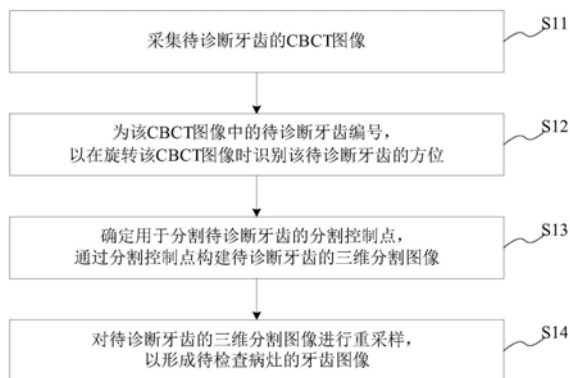 采集待诊断牙齿的CBCT图像
S11
为该CBCT图像中的待诊断牙齿编号，
以在旋转该CBCT图像时识别该待诊断牙齿的方位
S12
确定用于分割待诊断牙齿的分割控制点，
通过分割控制点构建待诊断牙齿的三维分割图像
S13
对待诊断牙齿的三维分割图像进行重采样，
以形成待检查病灶的牙齿图像
S14